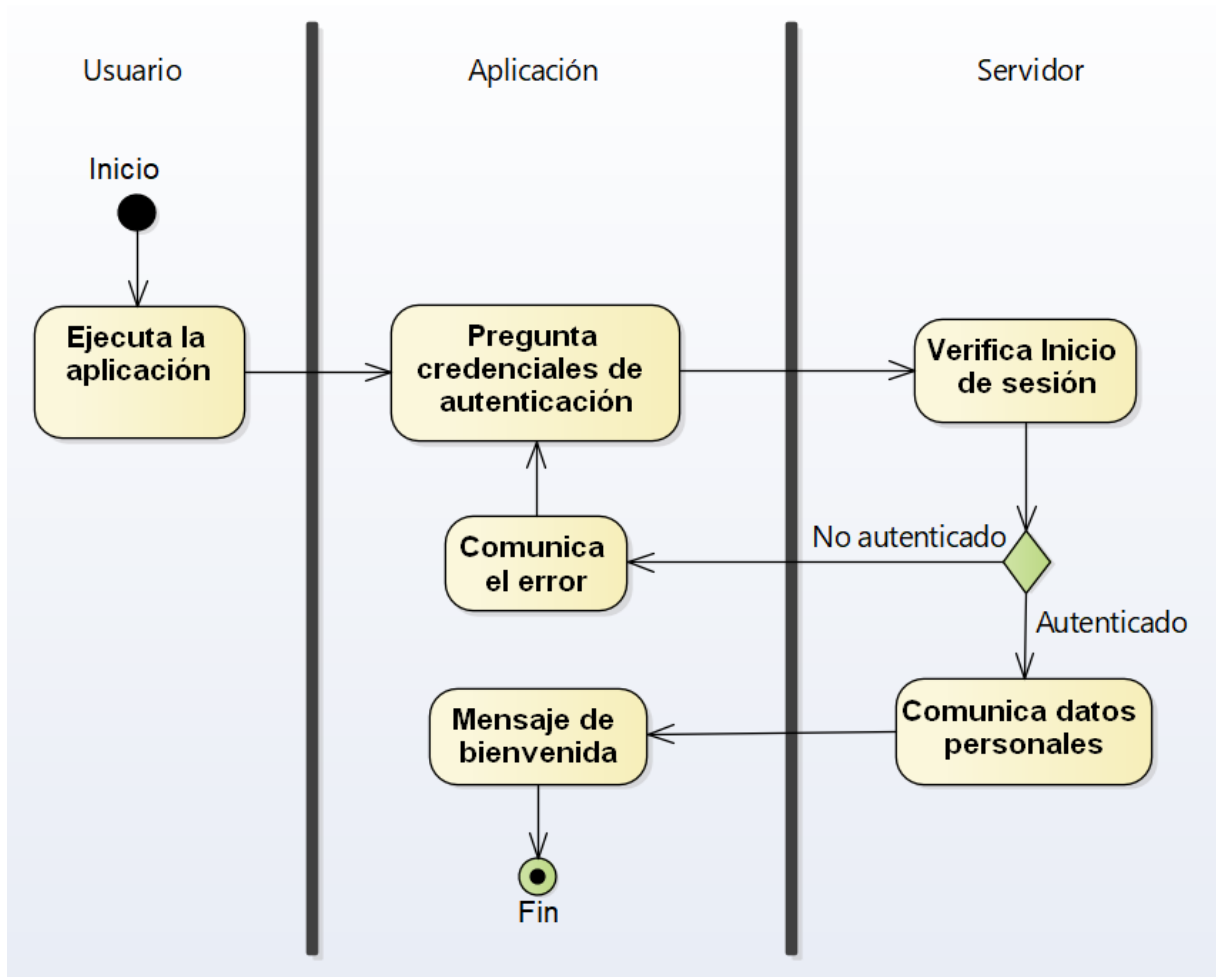 Usuario
Aplicación
Servidor
Inicio
Ejecuta la
aplicación
Pregunta
credenciales de
autenticación
Verifica Inicio
de sesión
No autenticado
Comunica
el error
Autenticado
Mensaje de
bienvenida
Comunica datos
personales
Fin